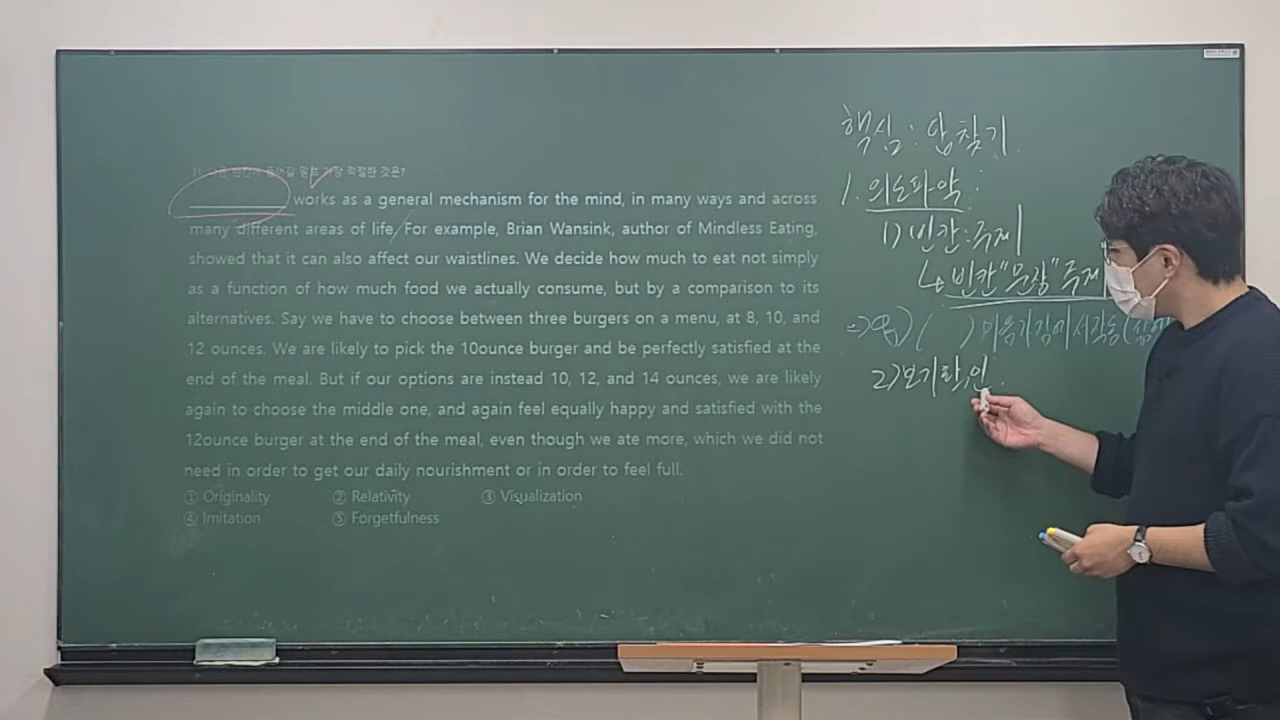 31. 다음 빈칸에 들어갈 말로 가장 적절한 것은?
works as a general mechanism for the mind, in many ways and across
many different areas of life. For example, Brian Wansink, author of Mindless Eating,
showed that it can also affect our waistlines. We decide how much to eat not simply
as a function of how much food we actually consume, but by a comparison to its
alternatives. Say we have to choose between three burgers on a menu, at 8, 10, and
12 ounces. We are likely to pick the 10ounce burger and be perfectly satisfied at the
end of the meal. But if our options are instead 10, 12, and 14 ounces, we are likely
again to choose the middle one, and again feel equally happy and satisfied with the
12ounce burger at the end of the meal, even though we ate more, which we did not
need in order to get our daily nourishment or in order to feel full.
① Originality ② Relativity ③ Visualization
④ Imitation ⑤ Forgetfulness
핵심: 답찾기
1. 의도파악:
1) 빈칸:주제
↳ 빈칸 "문장" 주제
( )마음가짐에서 작동(
2) 보기확인.